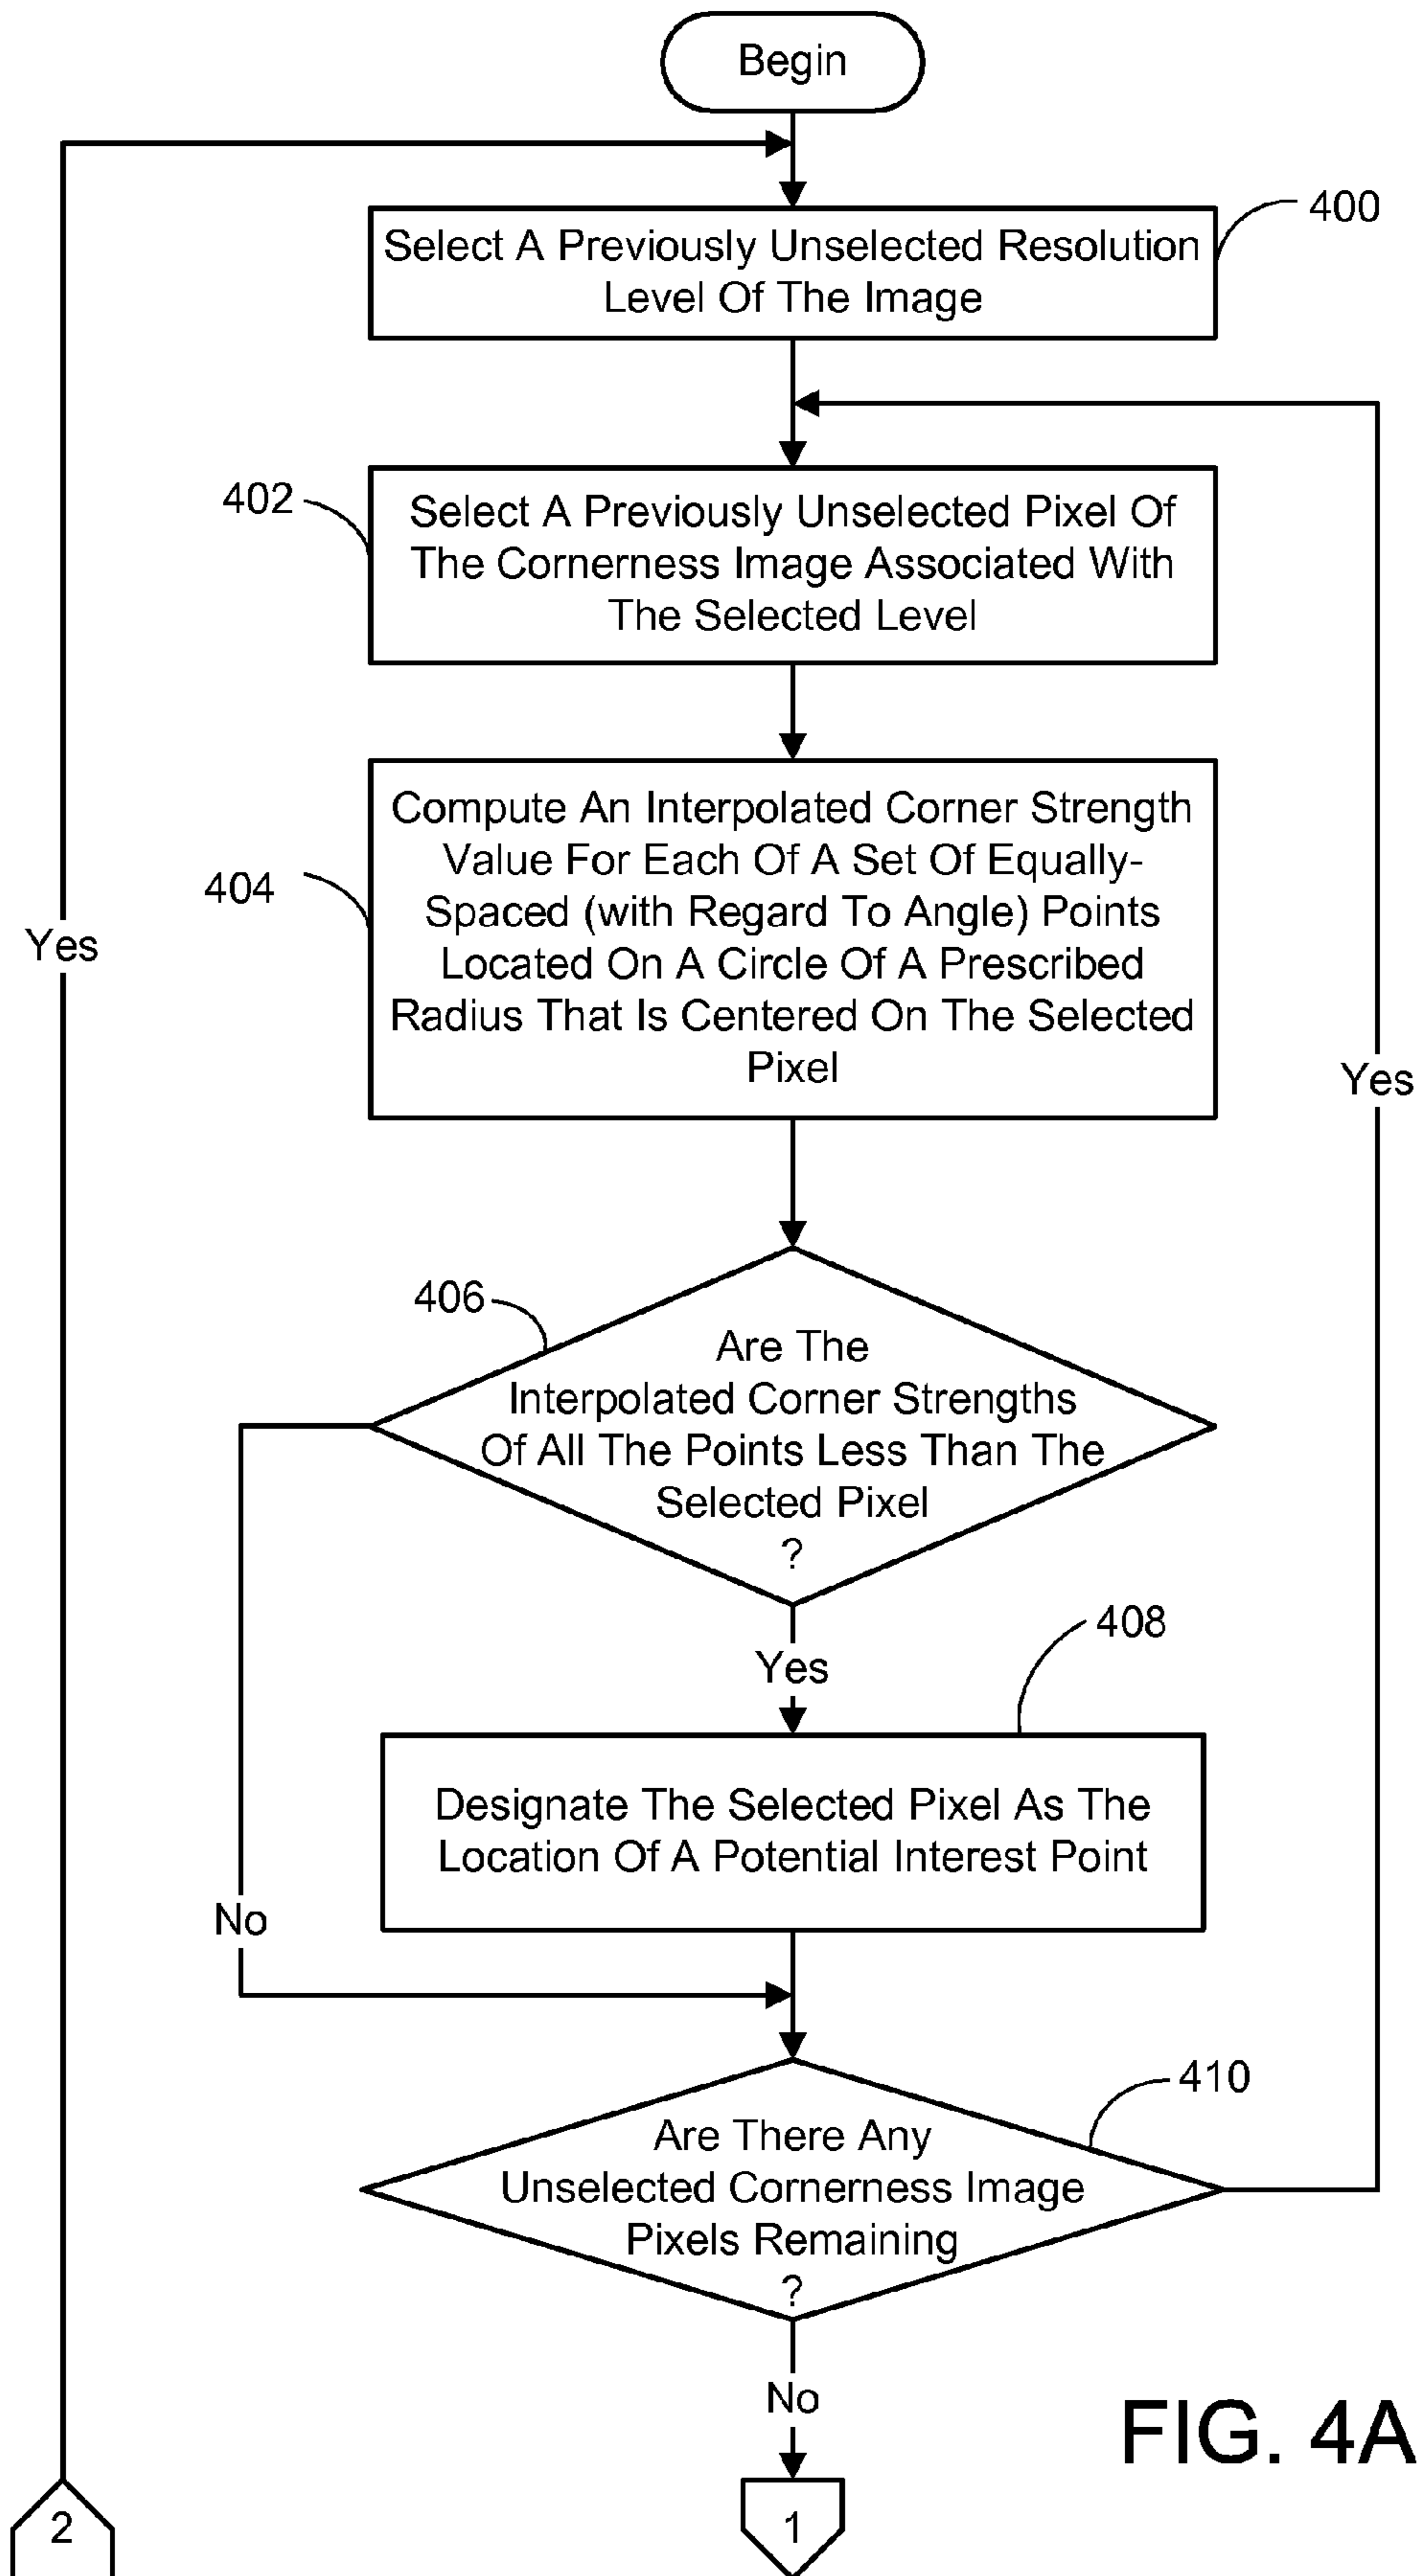 Begin
400
Select A Previously Unselected Resolution
Level Of The Image
402
Select A Previously Unselected Pixel Of
The Cornerness Image Associated With
The Selected Level
404
Compute An Interpolated Corner Strength
Value For Each Of A Set Of Equally-
Spaced (with Regard To Angle) Points
Located On A Circle Of A Prescribed
Radius That Is Centered On The Selected
Pixel
Yes
Yes
406
Are The
Interpolated Corner Strengths
Of All The Points Less Than The
Selected Pixel
?
408
Yes
Designate The Selected Pixel As The
Location Of A Potential Interest Point
No
410
Are There Any
Unselected Cornerness Image
Pixels Remaining
?
No
FIG. 4A
2
1